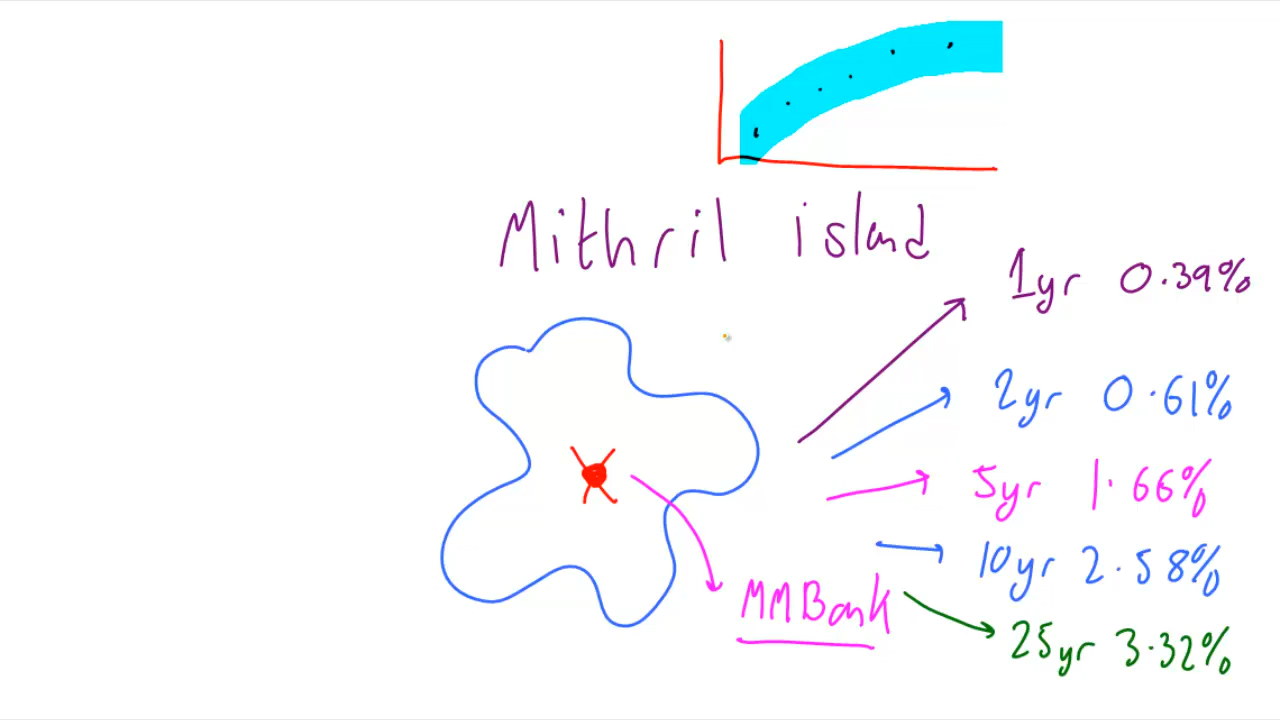 Mithril island
1yr 0.39%
2yr 0.61%
5yr 1.66%
10yr 2.58%
MMBank
25yr 3.32%